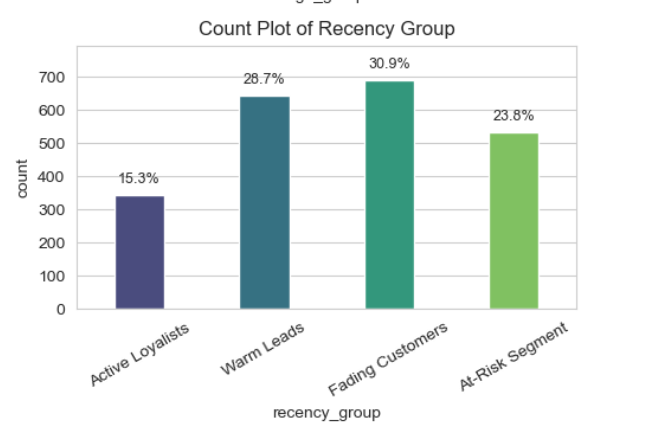 Count Plot of Recency Group
30.9%
28.7%
23.8%
15.3%
700
600
500
400
300
200
100
0
count
Active Loyalists
Warm Leads
Fading Customers
At-Risk Segment
recency_group